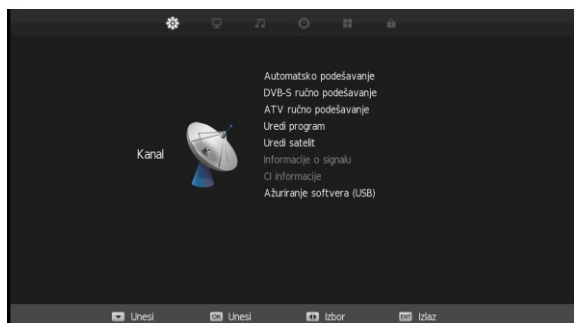 Automatsko podešavanje
DVB-S ručno podešavanje
ATV ručno podešavanje
Uredi program
Uredi satelit
Kanal
Informacije o signalu
CI informacije
Ažuriranje softvera (USB)
Unesi OK Unesi Izbor EXIT Izlaz